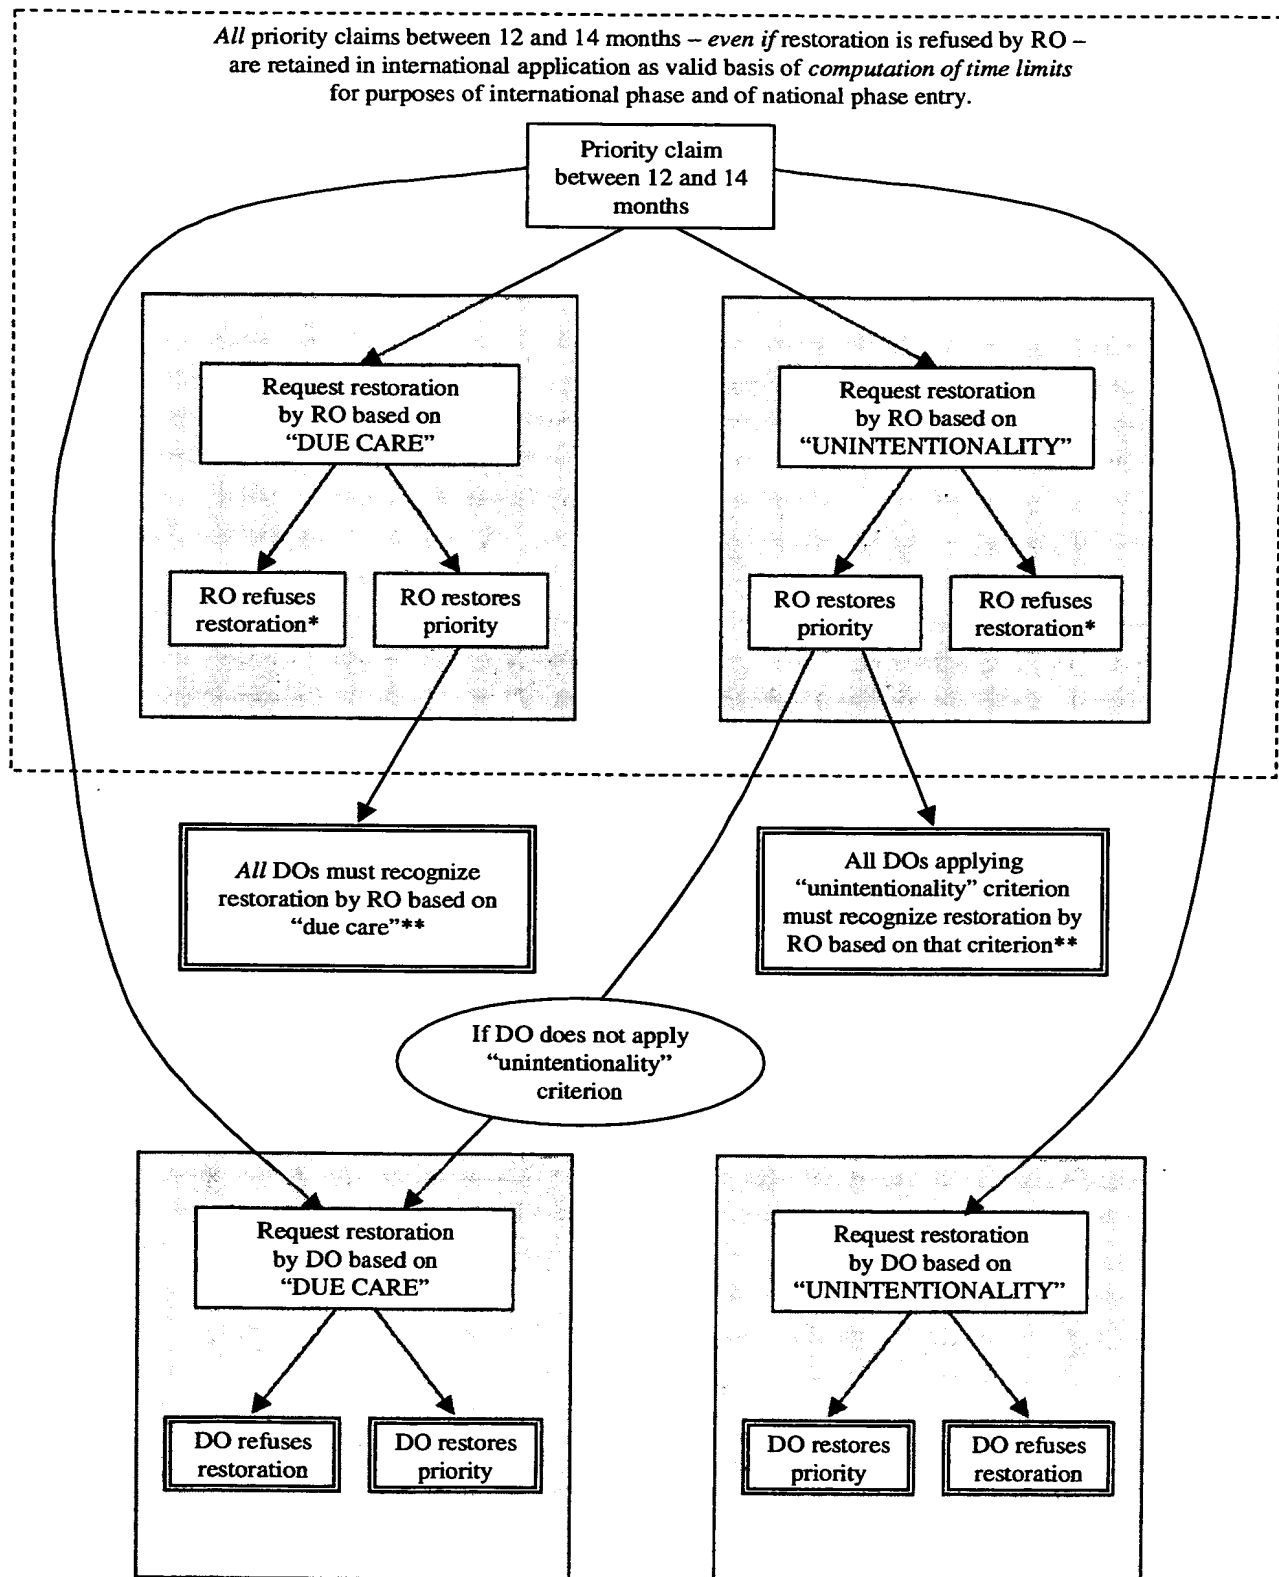 All priority claims between 12 and 14 months – even if restoration is refused by RO –
are retained in international application as valid basis of computation of time limits
for purposes of international phase and of national phase entry.
Priority claim
between 12 and 14
months
Request restoration
by RO based on
“DUE CARE”
Request restoration
by RO based on
“UNINTENTIONALITY”
RO refuses
restoration*
RO restores
priority
RO restores
priority
RO refuses
restoration*
All DOs must recognize
restoration by RO based on
“due care”**
All DOs applying
“unintentionality” criterion
must recognize restoration by
RO based on that criterion**
If DO does not apply
“unintentionality”
criterion
Request restoration
by DO based on
“DUE CARE”
Request restoration
by DO based on
“UNINTENTIONALITY”
DO refuses
restoration
DO restores
priority
DO restores
priority
DO refuses
restoration